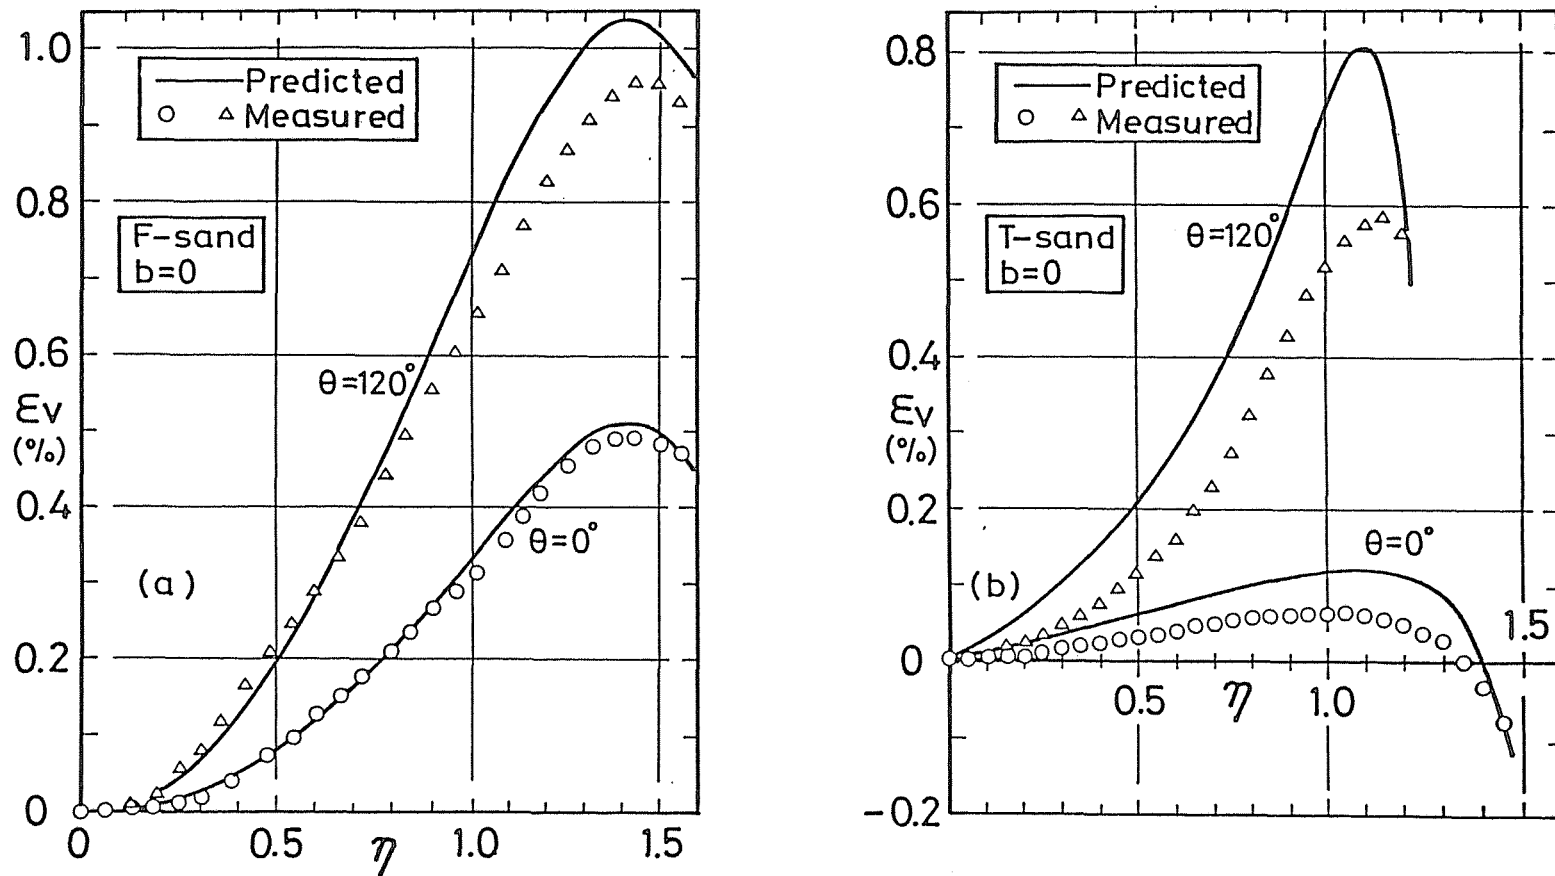 1.0
0.8
0.6
εv
(%)
0.4
0.2
0
Predicted
Measured
F-sand
b=0
θ=120°
θ=0°
(a)
0
0.5
η
1.0
1.5
0.8
0.6
0.4
εv
(%)
0.2
0
-0.2
Predicted
Measured
T-sand
b=0
θ=120°
θ=0°
(b)
0.5
η
1.0
1.5